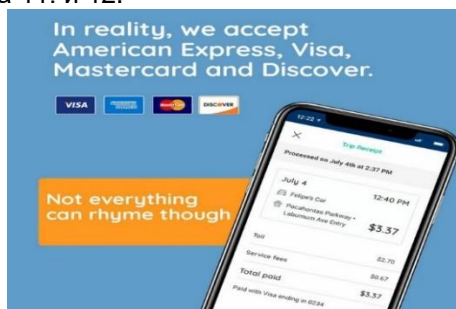 a 11. и 12.
In reality, we accept
American Express, Visa,
Mastercard and Discover.
VISA
DISCOVER
Not everything
can rhyme though
12:22
Trip Receipt
Processed on July 4th at 2:37 PM
July 4
12:40 PM
Felipe's Car
Pocahontas Parkway •
Laburnum Ave Entry
$3.37
Toll
$2.70
Service fees
$0.67
Total paid
$3.37
Paid with Visa ending in 0234